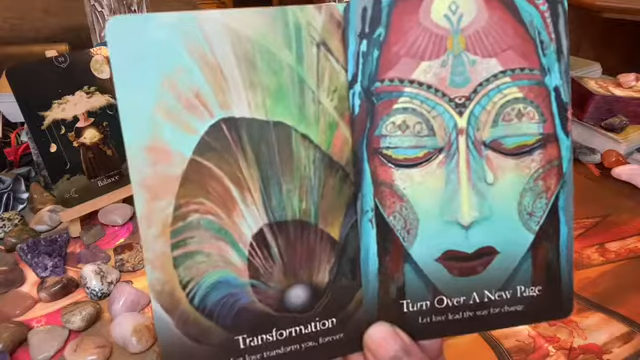 Balance
Transformation
let love transform you, forever
Turn Over A New Page
Let love lead the way for change